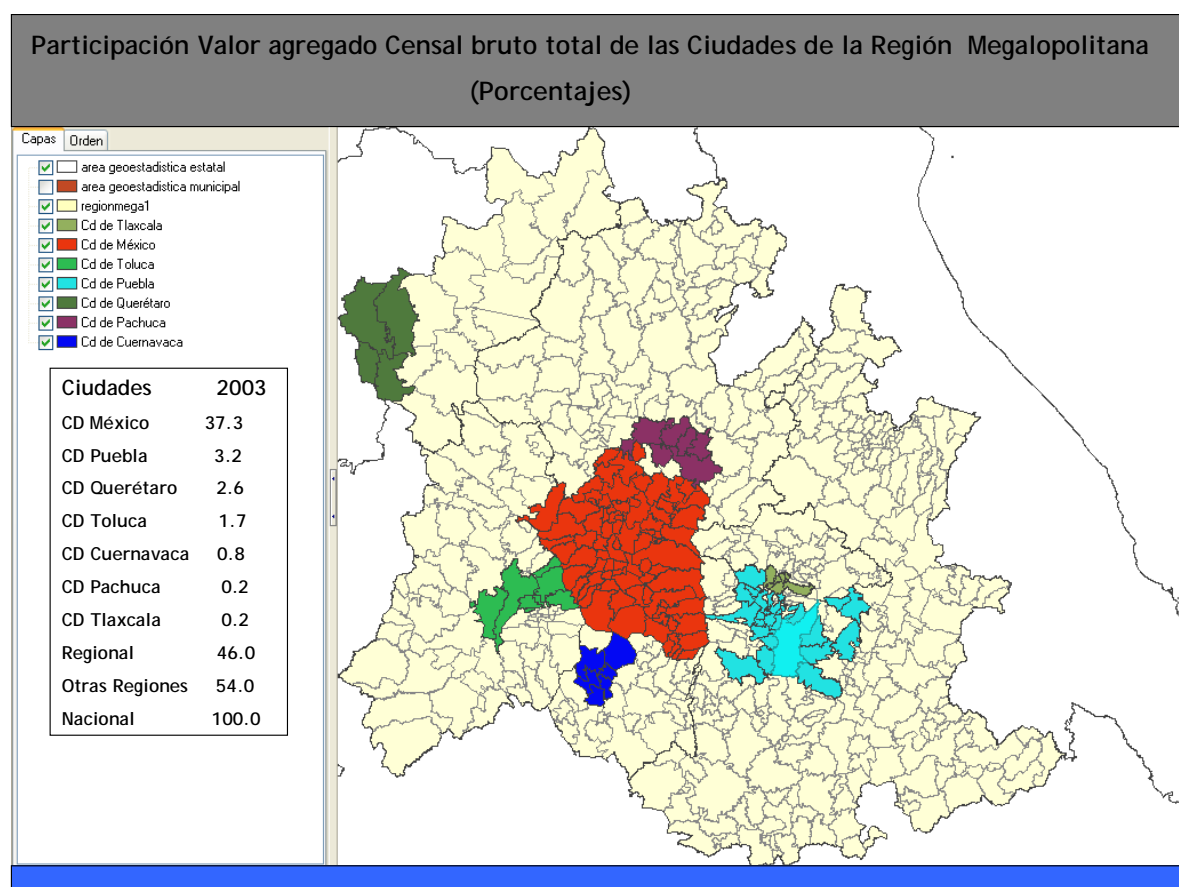 Participación Valor agregado Censal bruto total de las Ciudades de la Región Megalopolitana
(Porcentajes)
Capas Orden
area geoestadistica estatal
area geoestadistica municipal
regionmega1
Cd de Tlaxcala
Cd de México
Cd de Toluca
Cd de Puebla
Cd de Querétaro
Cd de Pachuca
Cd de Cuernavaca
Ciudades 2003
CD México 37.3
CD Puebla 3.2
CD Querétaro 2.6
CD Toluca 1.7
CD Cuernavaca 0.8
CD Pachuca 0.2
CD Tlaxcala 0.2
Regional 46.0
Otras Regiones 54.0
Nacional 100.0